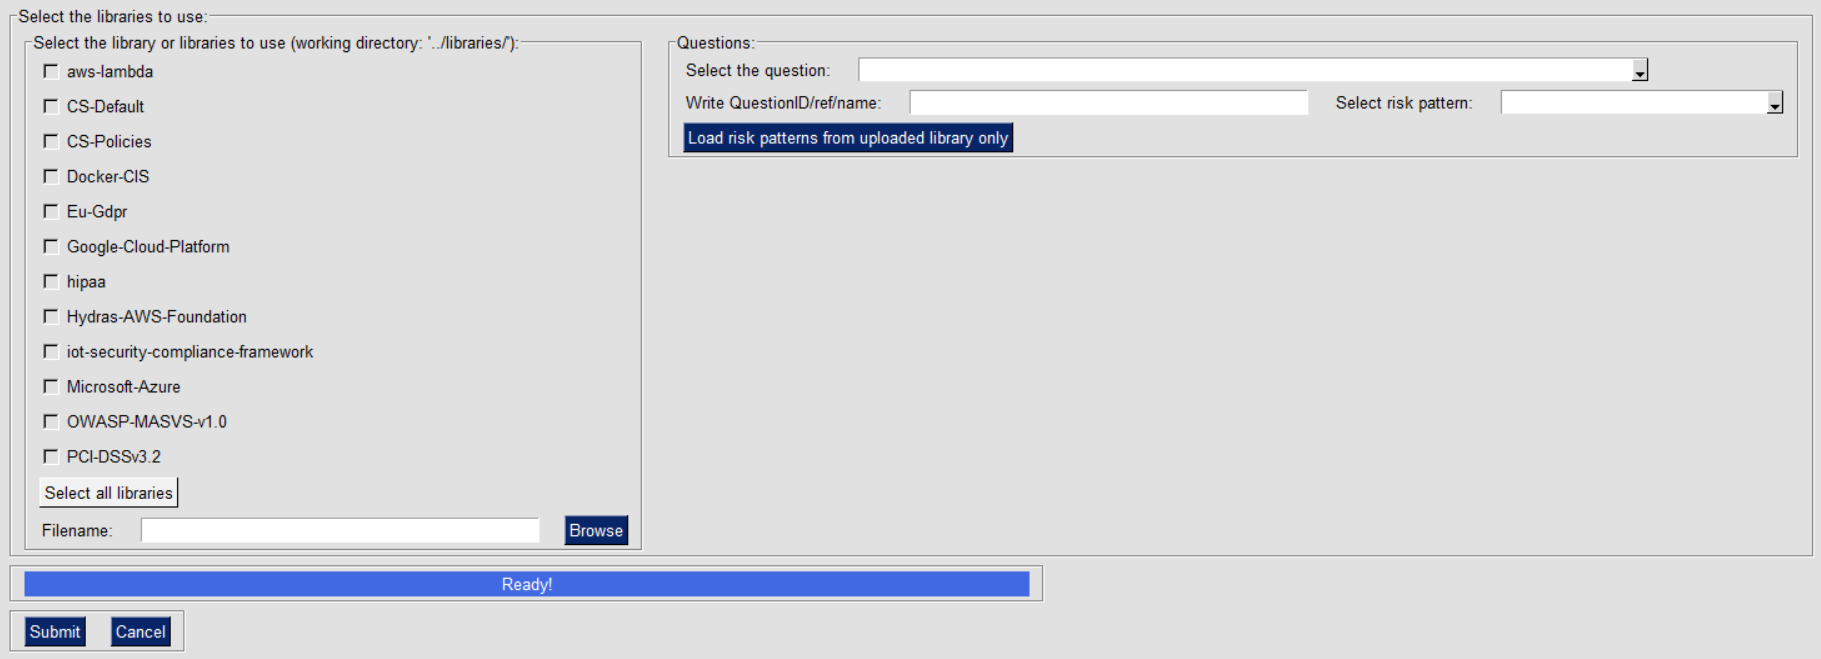 Select the libraries to use:
Select the library or libraries to use (working directory: '../libraries/'):
aws-lambda
CS-Default
CS-Policies
Docker-CIS
Eu-Gdpr
Google-Cloud-Platform
hipaa
Hydras-AWS-Foundation
iot-security-compliance-framework
Microsoft-Azure
OWASP-MASVS-v1.0
PCI-DSSv3.2
Select all libraries
Filename: Browse
Questions:
Select the question:
Write QuestionID/ref/name: Select risk pattern:
Load risk patterns from uploaded library only
Ready!
Submit Cancel